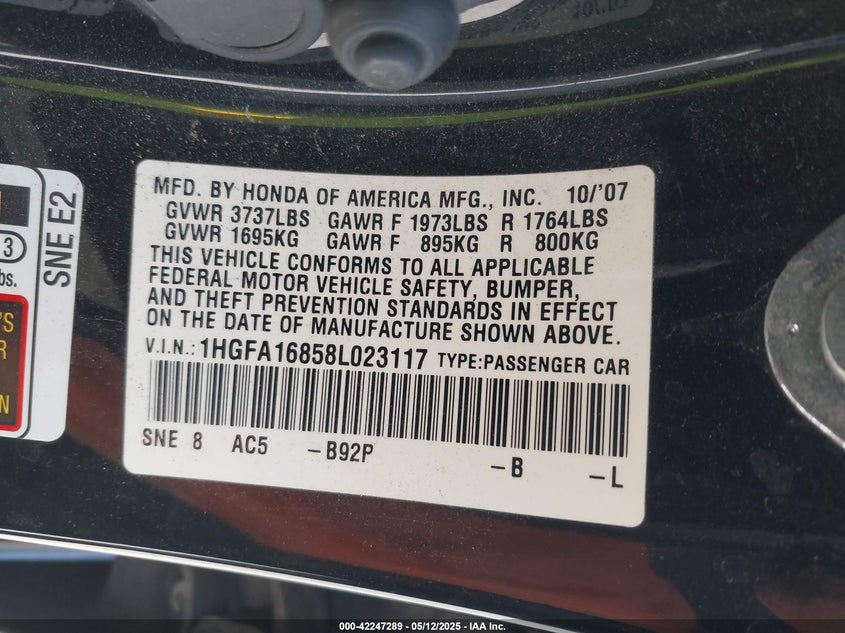 MFD. BY HONDA OF AMERICA MFG., INC. 10/'07
GVWR 3737LBS GAWR F 1973LBS R 1764LBS
GVWR 1695KG GAWR F 895KG R 800KG
THIS VEHICLE CONFORMS TO ALL APPLICABLE
FEDERAL MOTOR VEHICLE SAFETY, BUMPER,
AND THEFT PREVENTION STANDARDS IN EFFECT
ON THE DATE OF MANUFACTURE SHOWN ABOVE.
V.I.N.: 1HGFA16858L023117 TYPE:PASSENGER CAR
SNE 8 AC5 -B92P -B -L
SNE E2
3
bs.
'S
R
N
000-42247289 - 05/12/2025 - IAA Inc.